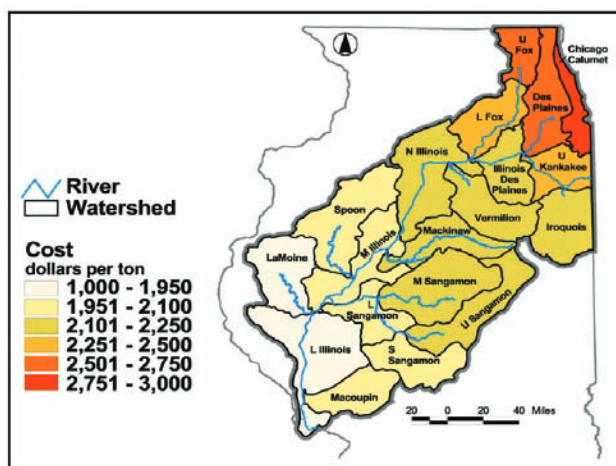 U
Fox
Chicago
Calumet
Des
Plaines
L Fox
N Illinois
U
Kankakee
Illinois
Des
Plaines
River
Watershed
Spoon
Vermilion
Iroquois
M Illinois
Mackinaw
Cost
dollars per ton
LaMoine
M Sangamon
1,000 - 1,950
1,951 - 2,100
2,101 - 2,250
2,251 - 2,500
2,501 - 2,750
2,751 - 3,000
L
Sangamon
U Sangamon
L Illinois
S
Sangamon
Macoupin
20 0 20 40 Miles